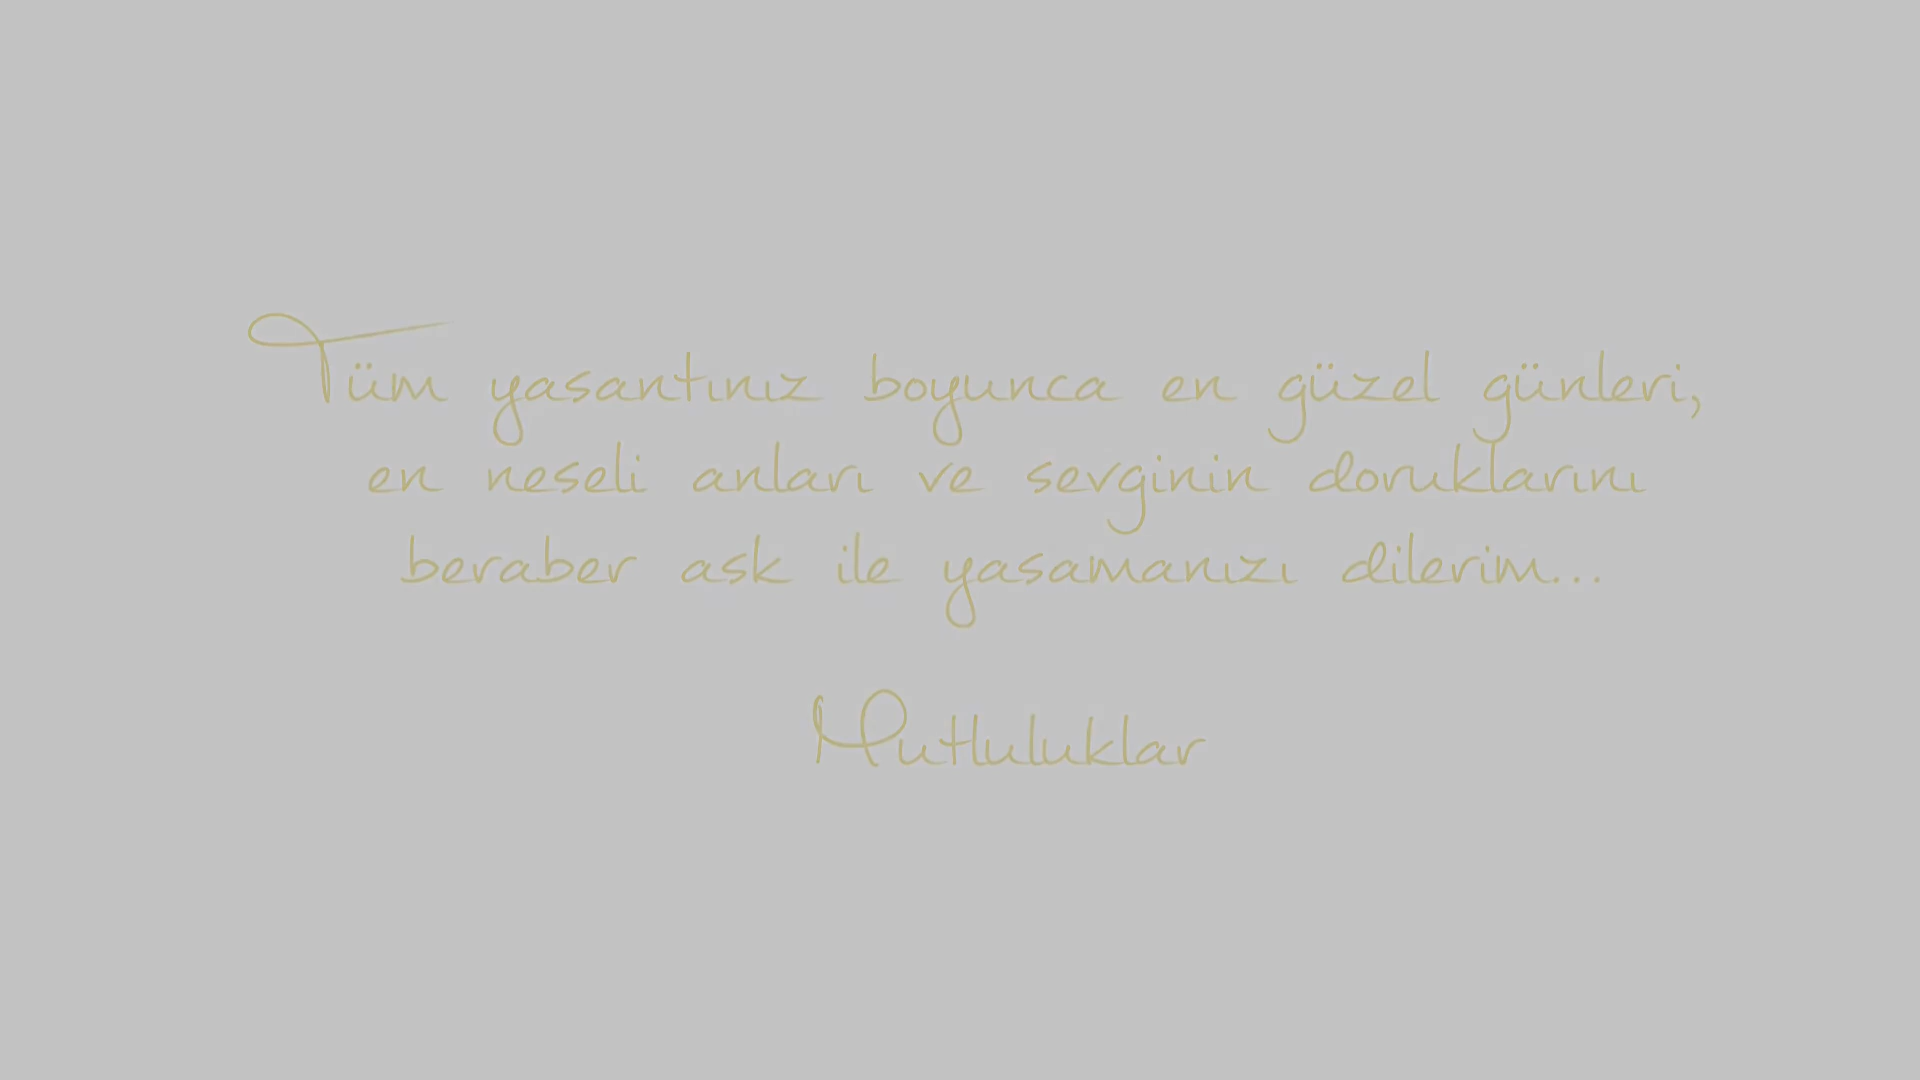 Tüm yasantınız boyunca en güzel günleri,
en neseli anları ve sevginin doruklarını
beraber ask ile yasamanızı dilerim...
Mutluluklar